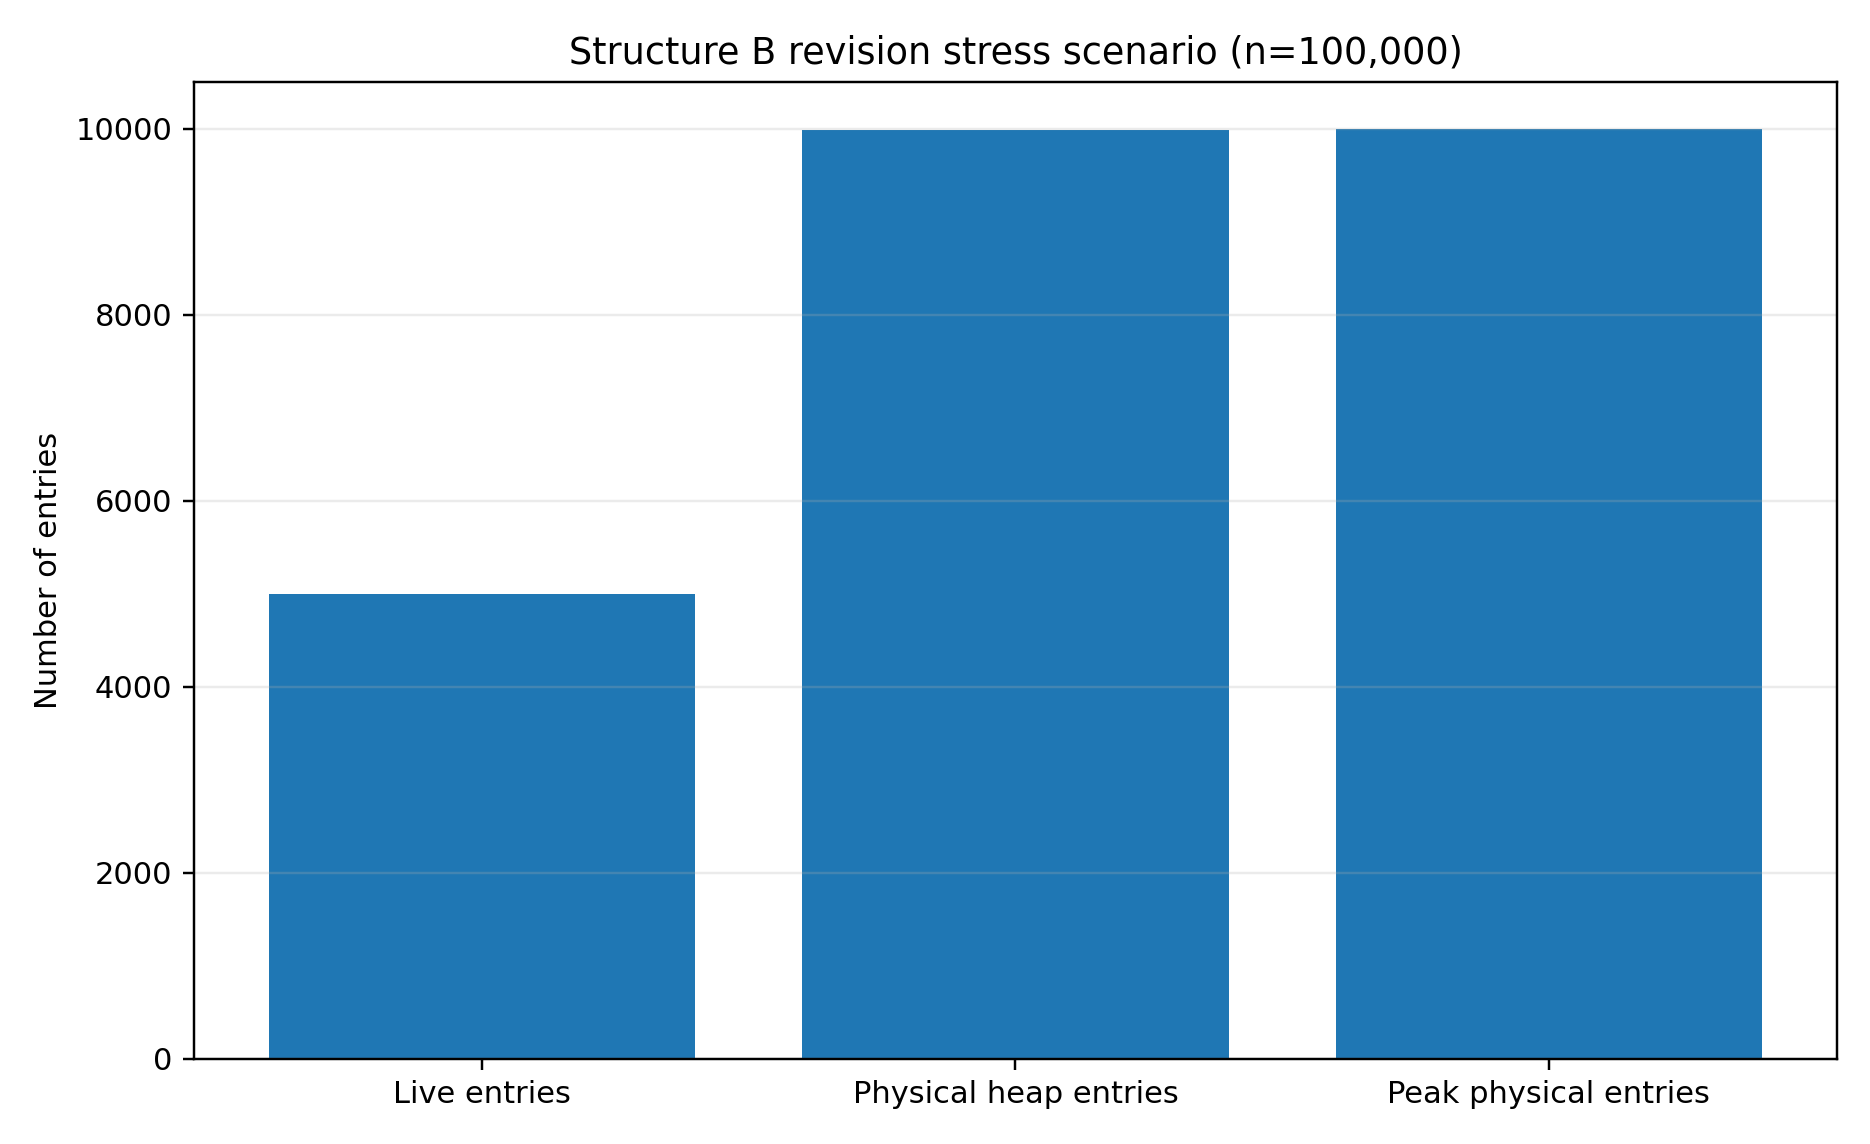 Structure B revision stress scenario (n=100,000)
Number of entries
10000
8000
6000
4000
2000
0
Live entries
Physical heap entries
Peak physical entries